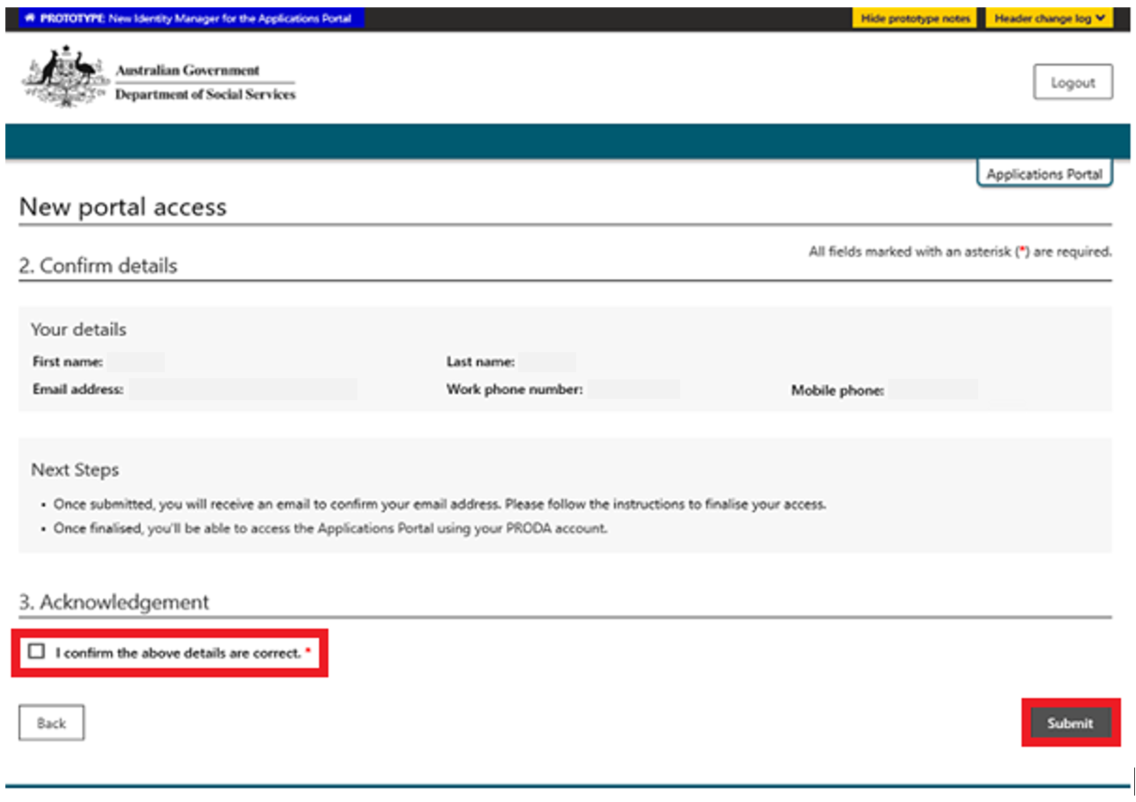 PROTOTYPE: New Identity Manager for the Applications Portal
Hide prototype notes
Header change log
Australian Government
Department of Social Services
Logout
Applications Portal
New portal access
All fields marked with an asterisk (*) are required.
2. Confirm details
Your details
First name:
Last name:
Email address:
Work phone number:
Mobile phone:
Next Steps
• Once submitted, you will receive an email to confirm your email address. Please follow the instructions to finalise your access.
• Once finalised, you'll be able to access the Applications Portal using your PRODA account.
3. Acknowledgement
I confirm the above details are correct. *
Back
Submit